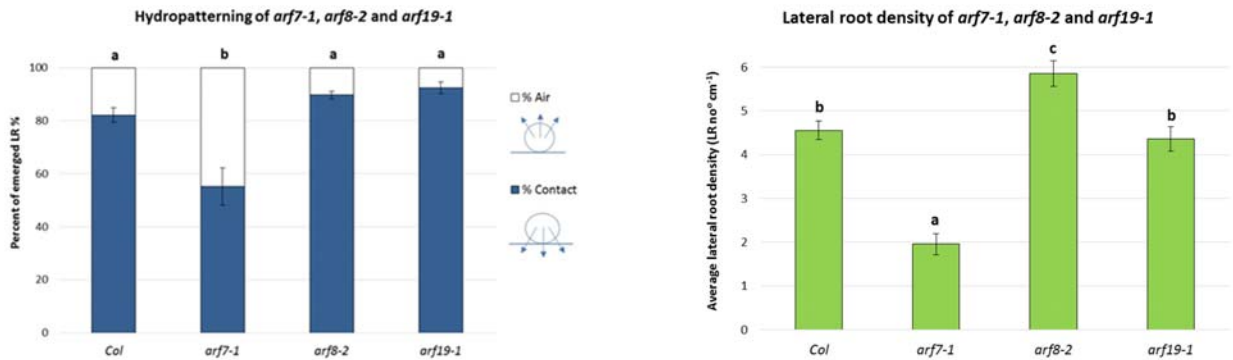 Hydropatterning of arf7-1, arf8-2 and arf19-1
a
b
a
a
100
80
60
40
20
0
Percent of emerged LR %
Col
arf7-1
arf8-2
arf19-1
% Air
% Contact
Lateral root density of arf7-1, arf8-2 and arf19-1
b
a
c
b
6
5
4
3
2
1
0
Average lateral root density (LR noº cm⁻¹)
Col
arf7-1
arf8-2
arf19-1